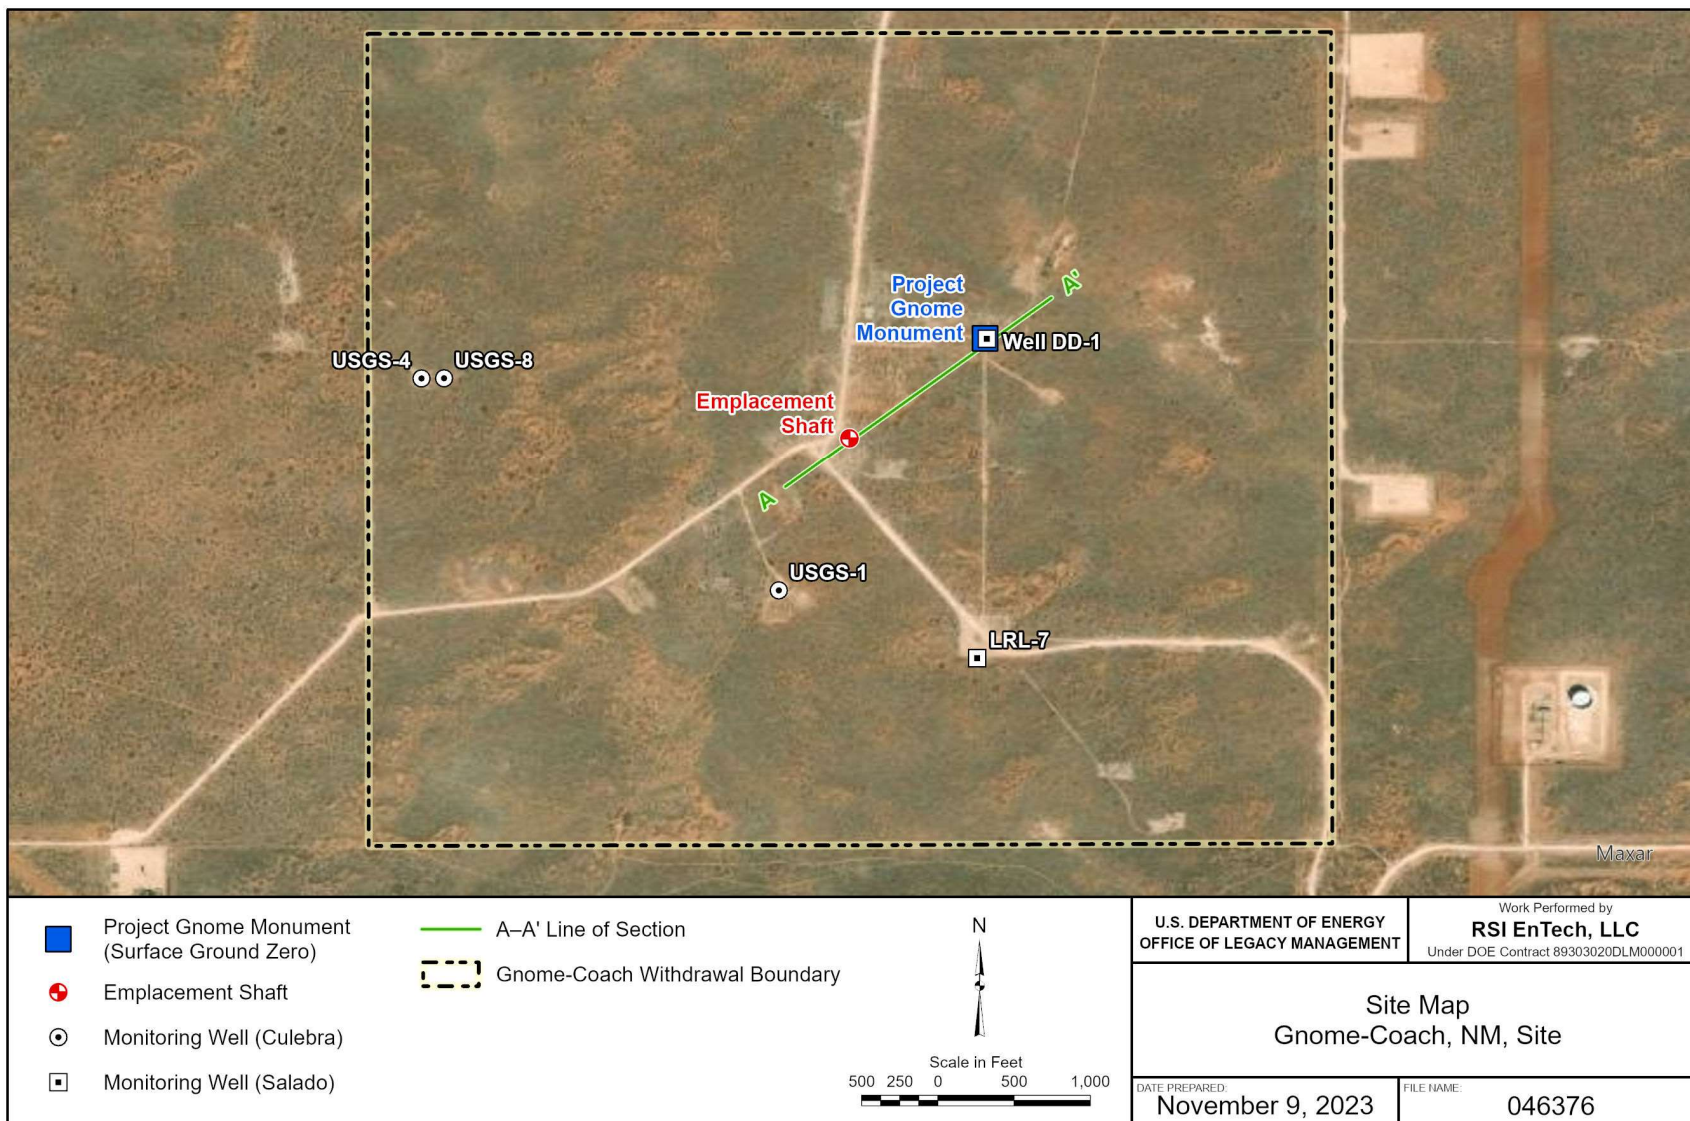 Project
Gnome
Monument
A'
Well DD-1
USGS-4
USGS-8
Emplacement
Shaft
A
USGS-1
LRL-7
Maxar
Project Gnome Monument
(Surface Ground Zero)
Emplacement Shaft
Monitoring Well (Culebra)
Monitoring Well (Salado)
A–A' Line of Section
Gnome-Coach Withdrawal Boundary
N
Scale in Feet
500 250 0 500 1,000
U.S. DEPARTMENT OF ENERGY
OFFICE OF LEGACY MANAGEMENT
Work Performed by
RSI EnTech, LLC
Under DOE Contract 89303020DLM000001
Site Map
Gnome-Coach, NM, Site
DATE PREPARED:
November 9, 2023
FILE NAME:
046376